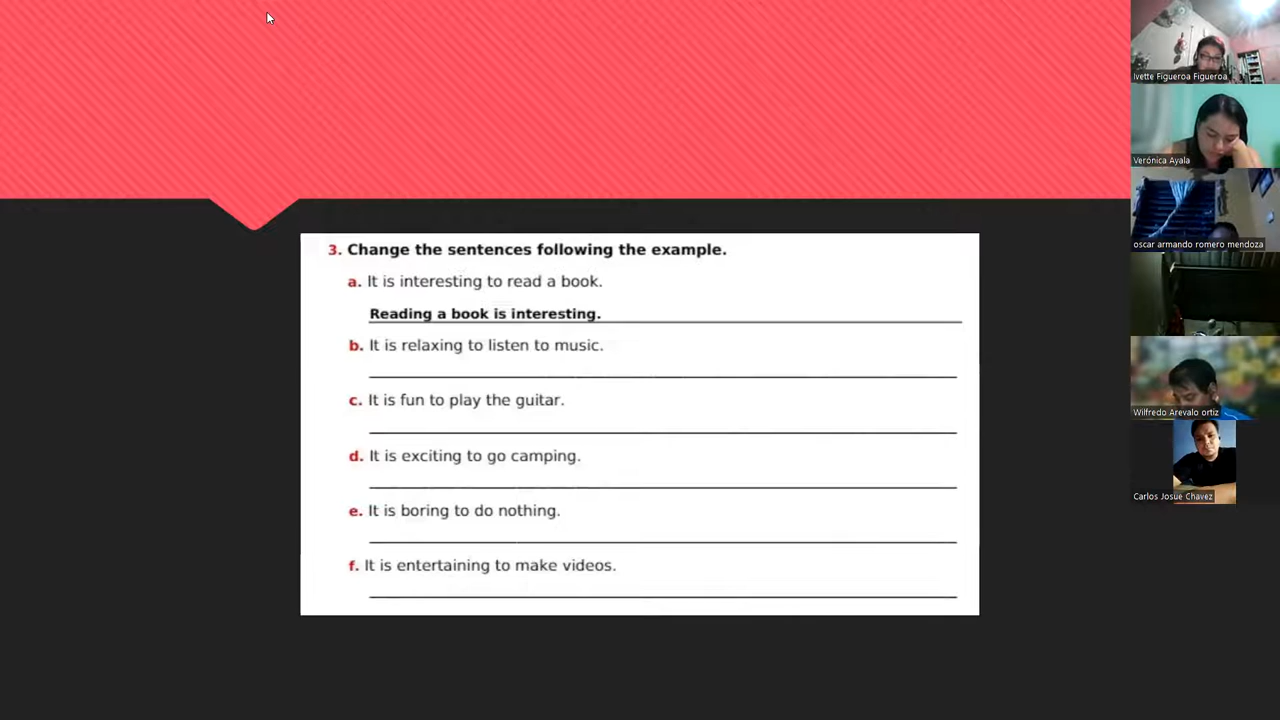 3. Change the sentences following the example.
a. It is interesting to read a book.
Reading a book is interesting.
b. It is relaxing to listen to music.
c. It is fun to play the guitar.
d. It is exciting to go camping.
e. It is boring to do nothing.
f. It is entertaining to make videos.
Ivette Figueroa Figueroa
Verónica Ayala
oscar armando romero mendoza
Wilfredo Arevalo ortiz
Carlos Josue Chavez